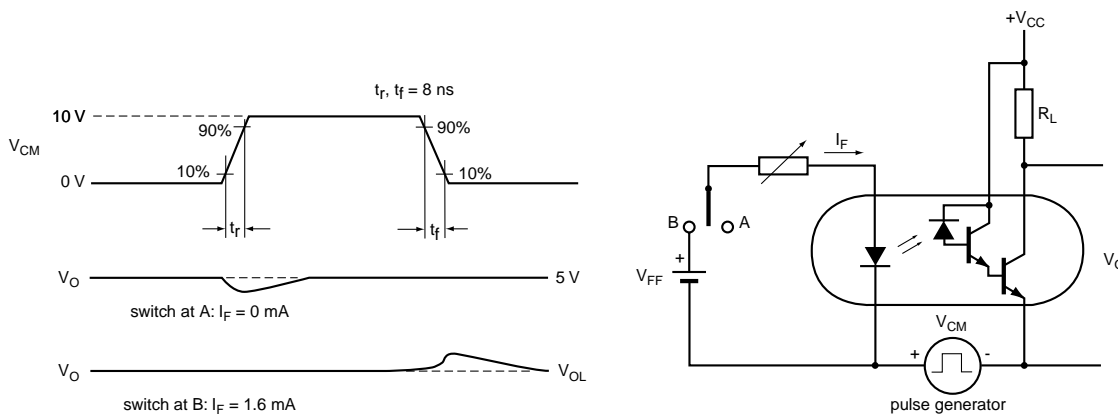 t_r, t_f = 8 ns
10 V
90%
90%
V_CM
10%
10%
0 V
t_r
t_f
V_O
5 V
switch at A: I_F = 0 mA
V_O
V_OL
switch at B: I_F = 1.6 mA
+V_CC
R_L
I_F
B
A
+
V_FF
V_CM
+
-
pulse generator